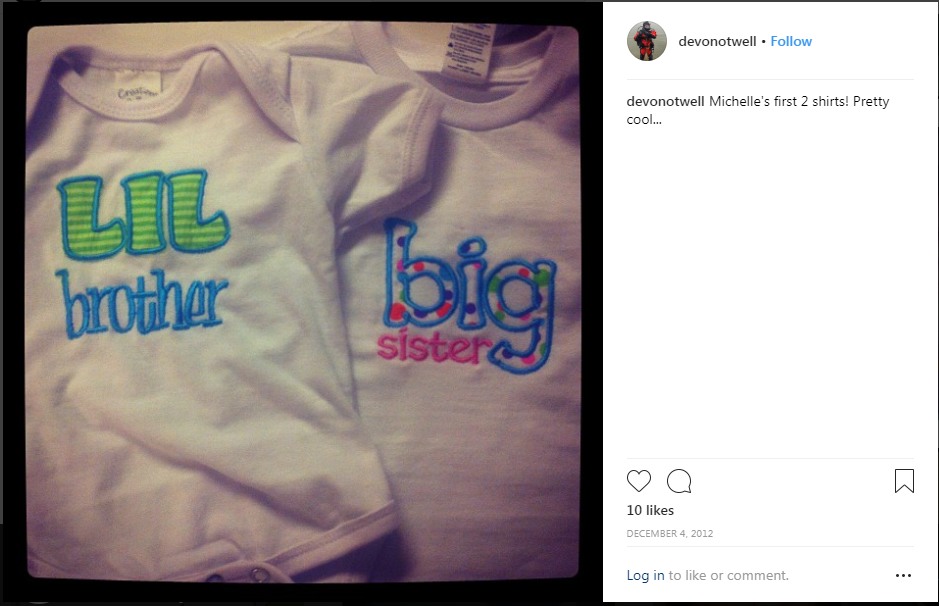 devonotwell • Follow
devonotwell Michelle's first 2 shirts! Pretty
cool...
LIL
brother
big
sister
10 likes
DECEMBER 4, 2012
Log in to like or comment.